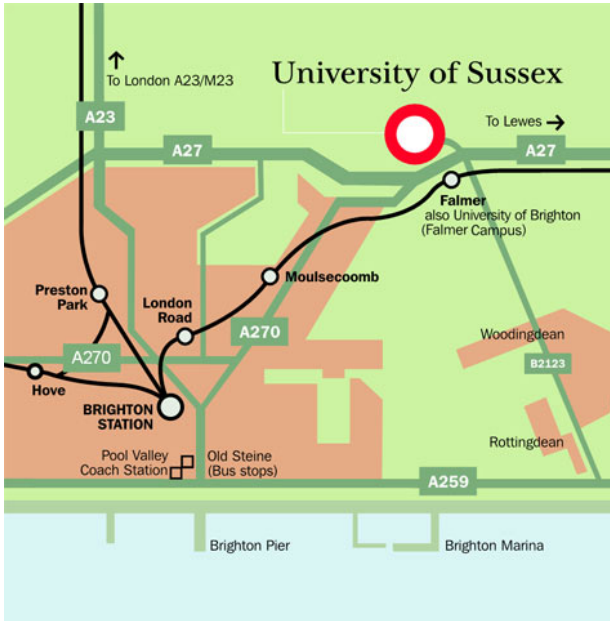 To London A23/M23
University of Sussex
A23
To Lewes
A27
A27
Falmer
also University of Brighton
(Falmer Campus)
Moulsecoomb
Preston
Park
London
Road
A270
Woodingdean
A270
B2123
Hove
BRIGHTON
STATION
Rottingdean
Pool Valley
Coach Station
Old Steine
(Bus stops)
A259
Brighton Pier
Brighton Marina